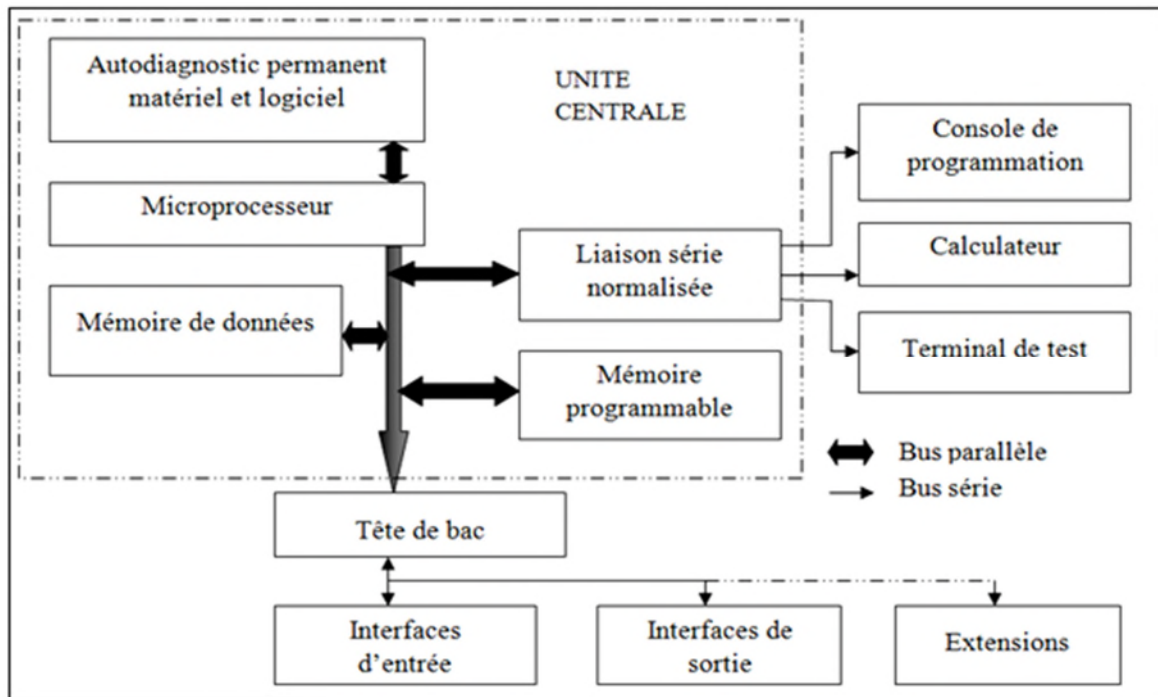 Autodiagnostic permanent
matériel et logiciel
UNITE
CENTRALE
Microprocesseur
Liaison série
normalisée
Mémoire de données
Mémoire
programmable
Console de
programmation
Calculateur
Terminal de test
Bus parallèle
Bus série
Tête de bac
Interfaces
d'entrée
Interfaces de
sortie
Extensions